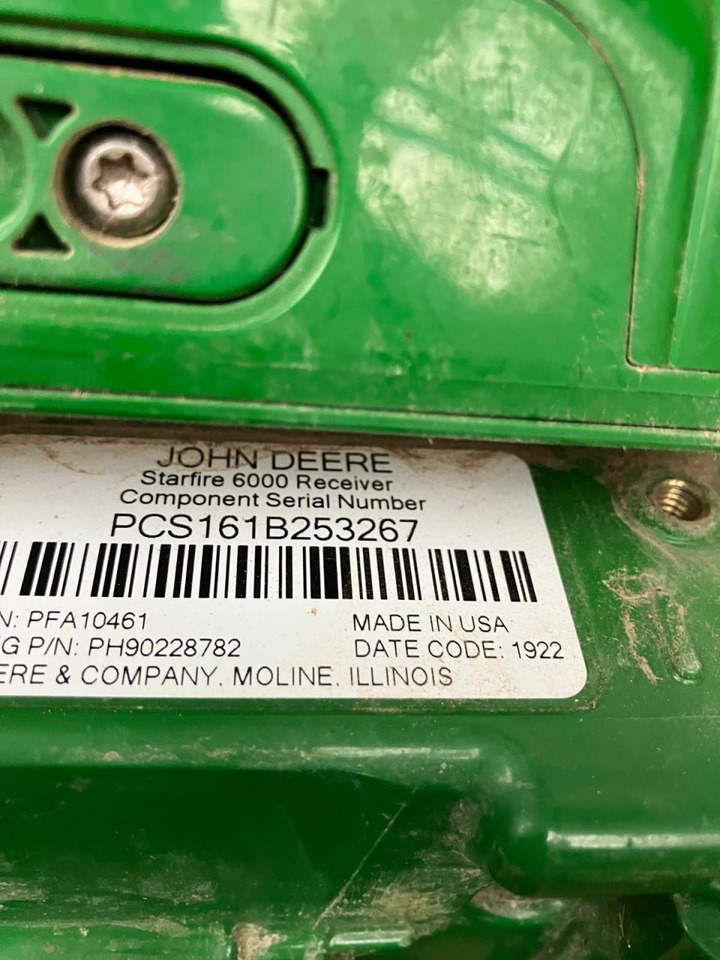 JOHN DEERE
Starfire 6000 Receiver
Component Serial Number
PCS161B253267
N: PFA10461
MADE IN USA
G P/N: PH90228782
DATE CODE: 1922
ERE & COMPANY, MOLINE, ILLINOIS